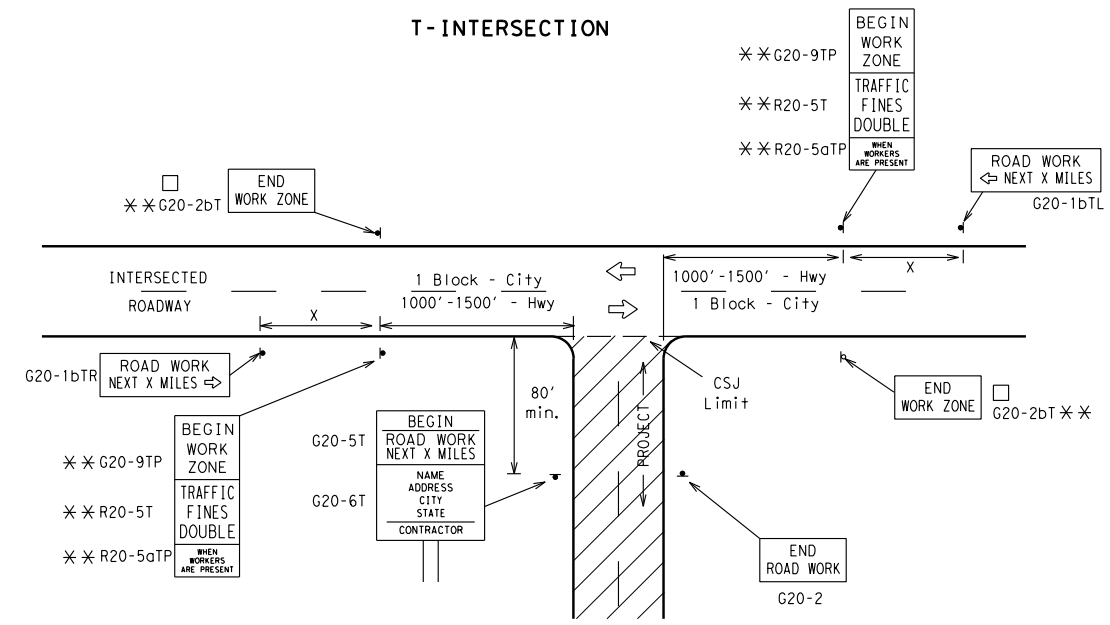 T-INTERSECTION
BEGIN
WORK
ZONE
**G20-9TP
TRAFFIC
FINES
DOUBLE
**R20-5T
WHEN
WORKERS
ARE PRESENT
**R20-5aTP
ROAD WORK
⇦ NEXT X MILES
G20-1bTL
END
WORK ZONE
□
**G20-2bT
INTERSECTED
ROADWAY
1 Block - City
1000'-1500' - Hwy
X
1000'-1500' - Hwy
1 Block - City
X
G20-1bTR
ROAD WORK
NEXT X MILES ⇨
80'
min.
PROJECT
CSJ
Limit
END
WORK ZONE
□
G20-2bT**
BEGIN
WORK
ZONE
**G20-9TP
TRAFFIC
FINES
DOUBLE
**R20-5T
WHEN
WORKERS
ARE PRESENT
**R20-5aTP
G20-5T
BEGIN
ROAD WORK
NEXT X MILES
G20-6T
NAME
ADDRESS
CITY
STATE
CONTRACTOR
END
ROAD WORK
G20-2